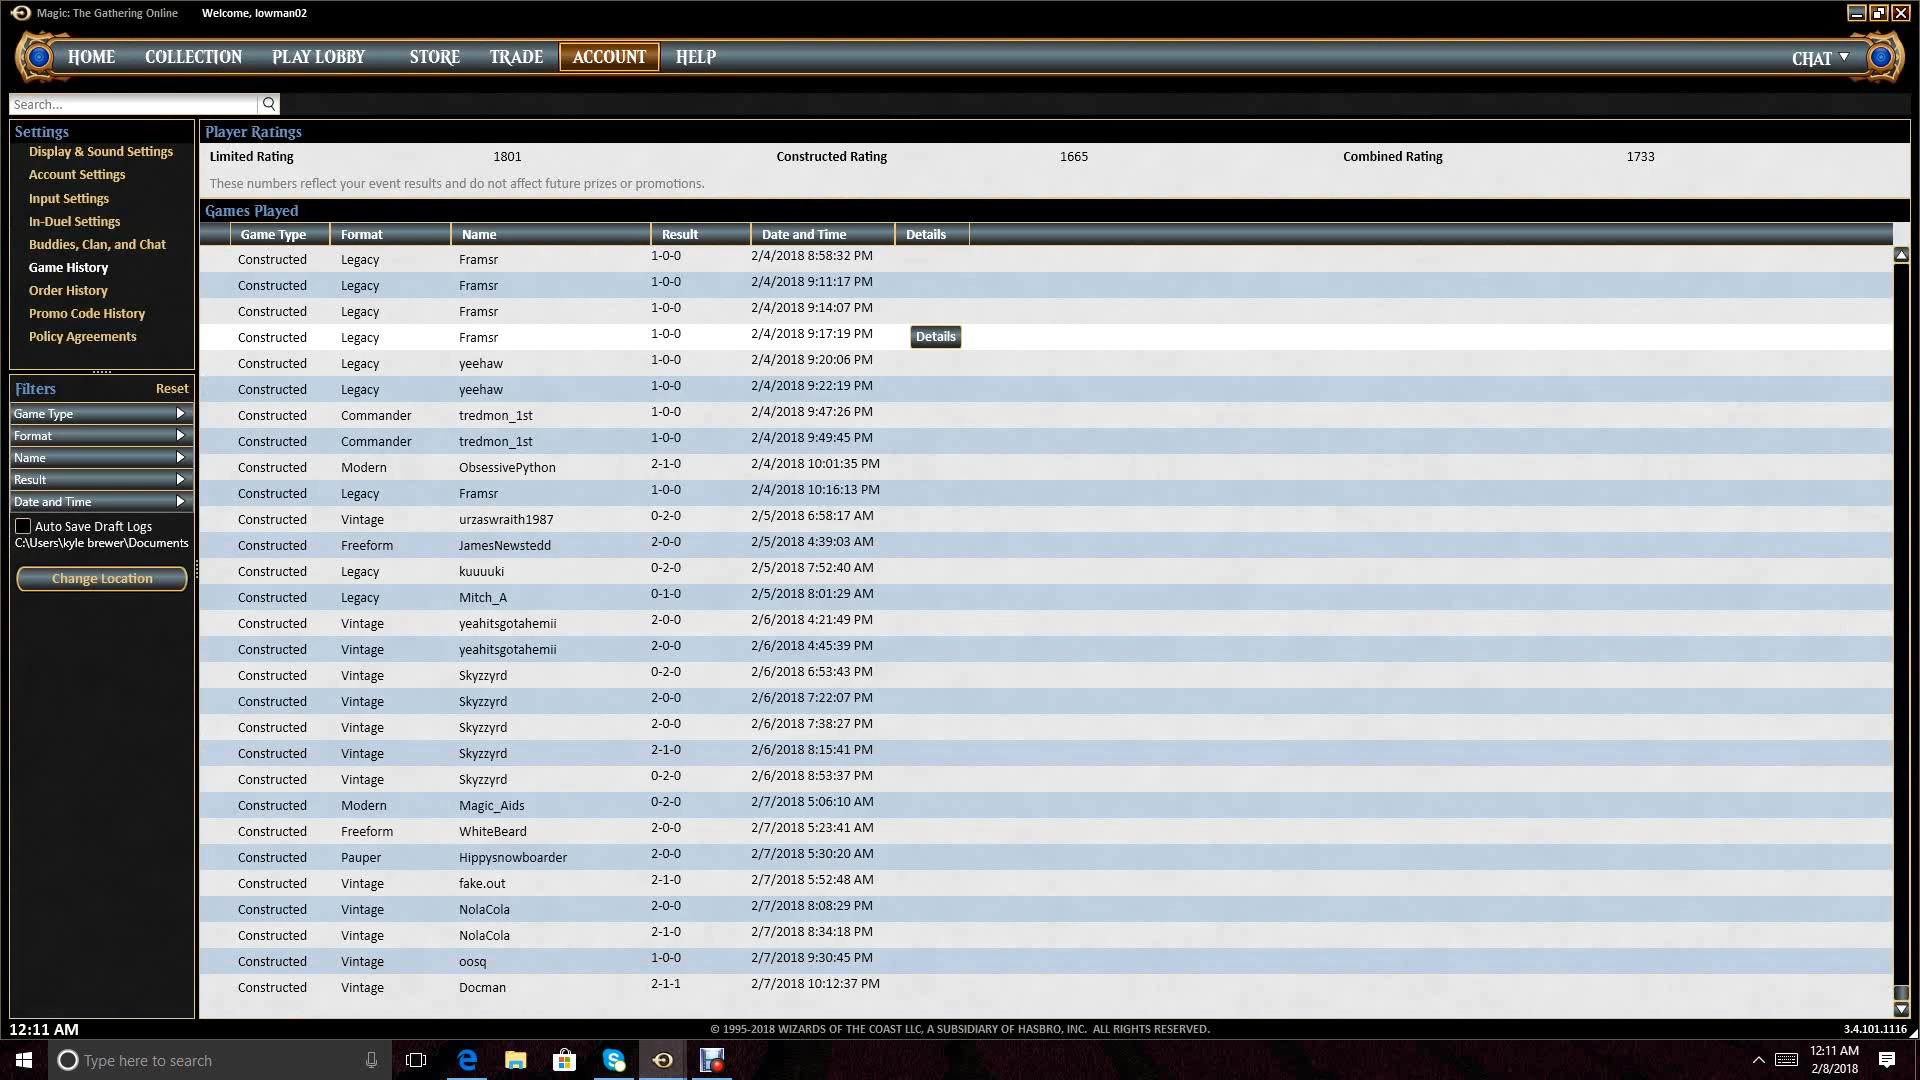 Magic: The Gathering Online Welcome, lowman02
HOME COLLECTION PLAY LOBBY STORE TRADE ACCOUNT HELP CHAT
Search...
Settings
Display & Sound Settings
Account Settings
Input Settings
In-Duel Settings
Buddies, Clan, and Chat
Game History
Order History
Promo Code History
Policy Agreements
Filters Reset
Game Type
Format
Name
Result
Date and Time
Auto Save Draft Logs
C:\Users\kyle brewer\Documents
Change Location
Player Ratings
Limited Rating 1801 Constructed Rating 1665 Combined Rating 1733
These numbers reflect your event results and do not affect future prizes or promotions.
Games Played
Game Type Format Name Result Date and Time Details
Constructed Legacy Framsr 1-0-0 2/4/2018 8:58:32 PM
Constructed Legacy Framsr 1-0-0 2/4/2018 9:11:17 PM
Constructed Legacy Framsr 1-0-0 2/4/2018 9:14:07 PM
Constructed Legacy Framsr 1-0-0 2/4/2018 9:17:19 PM Details
Constructed Legacy yeehaw 1-0-0 2/4/2018 9:20:06 PM
Constructed Legacy yeehaw 1-0-0 2/4/2018 9:22:19 PM
Constructed Commander tredmon_1st 1-0-0 2/4/2018 9:47:26 PM
Constructed Commander tredmon_1st 1-0-0 2/4/2018 9:49:45 PM
Constructed Modern ObsessivePython 2-1-0 2/4/2018 10:01:35 PM
Constructed Legacy Framsr 1-0-0 2/4/2018 10:16:13 PM
Constructed Vintage urzaswraith1987 0-2-0 2/5/2018 6:58:17 AM
Constructed Freeform JamesNewstedd 2-0-0 2/5/2018 4:39:03 AM
Constructed Legacy kuuuuki 0-2-0 2/5/2018 7:52:40 AM
Constructed Legacy Mitch_A 0-1-0 2/5/2018 8:01:29 AM
Constructed Vintage yeahitsgotahemii 2-0-0 2/6/2018 4:21:49 PM
Constructed Vintage yeahitsgotahemii 2-0-0 2/6/2018 4:45:39 PM
Constructed Vintage Skyzzyrd 0-2-0 2/6/2018 6:53:43 PM
Constructed Vintage Skyzzyrd 2-0-0 2/6/2018 7:22:07 PM
Constructed Vintage Skyzzyrd 2-0-0 2/6/2018 7:38:27 PM
Constructed Vintage Skyzzyrd 2-1-0 2/6/2018 8:15:41 PM
Constructed Vintage Skyzzyrd 0-2-0 2/6/2018 8:53:37 PM
Constructed Modern Magic_Aids 0-2-0 2/7/2018 5:06:10 AM
Constructed Freeform WhiteBeard 2-0-0 2/7/2018 5:23:41 AM
Constructed Pauper Hippysnowboarder 2-0-0 2/7/2018 5:30:20 AM
Constructed Vintage fake.out 2-1-0 2/7/2018 5:52:48 AM
Constructed Vintage NolaCola 2-0-0 2/7/2018 8:08:29 PM
Constructed Vintage NolaCola 2-1-0 2/7/2018 8:34:18 PM
Constructed Vintage oosq 1-0-0 2/7/2018 9:30:45 PM
Constructed Vintage Docman 2-1-1 2/7/2018 10:12:37 PM
12:11 AM © 1995-2018 WIZARDS OF THE COAST LLC, A SUBSIDIARY OF HASBRO, INC. ALL RIGHTS RESERVED. 3.4.101.1116
Type here to search
12:11 AM
2/8/2018